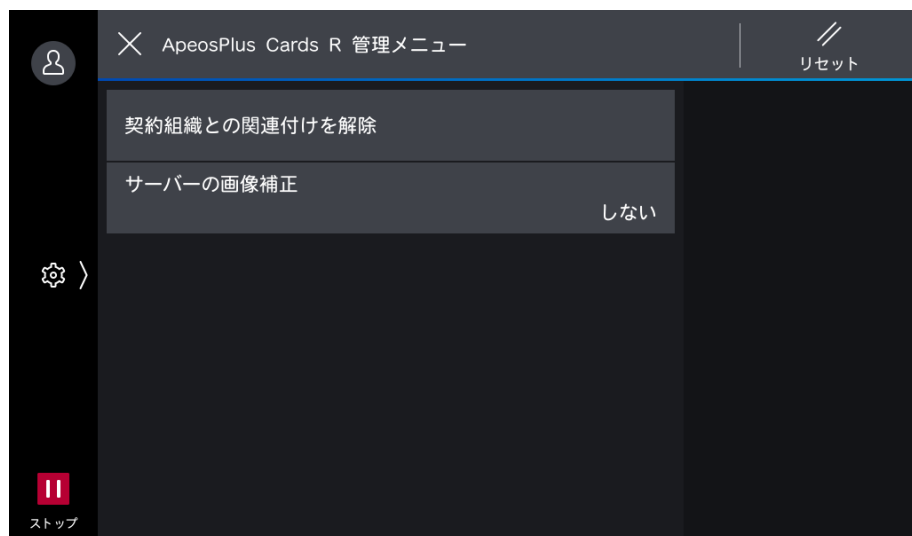 ApeosPlus Cards R 管理メニュー
リセット
契約組織との関連付けを解除
サーバーの画像補正
しない
ストップ